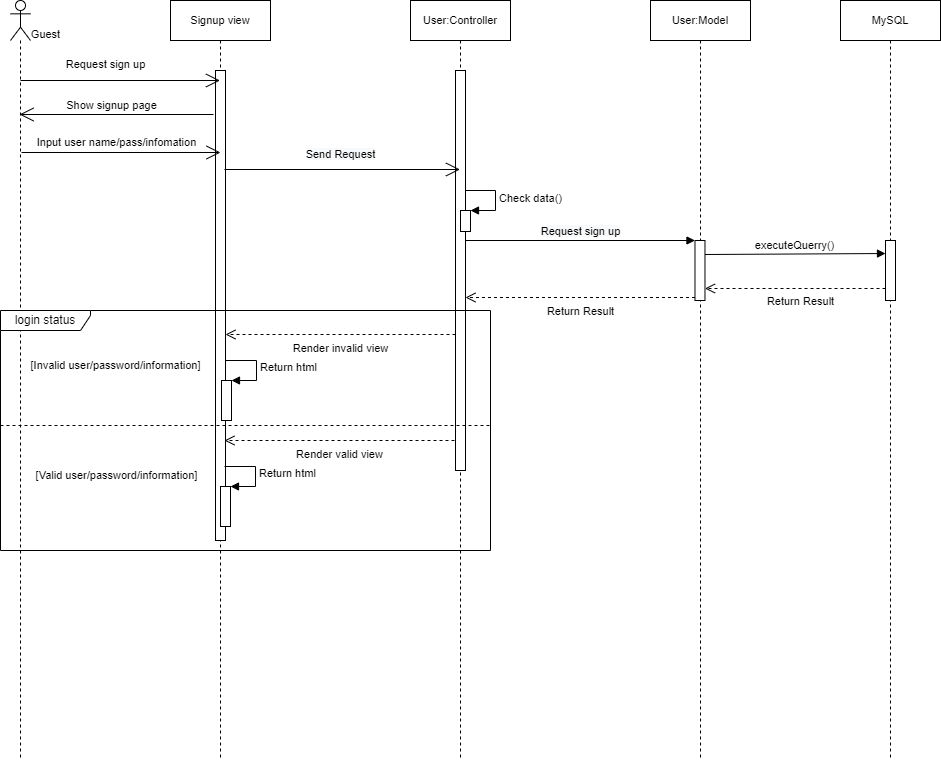 Signup view
User:Controller
User:Model
MySQL
Guest
Request sign up
Show signup page
Input user name/pass/infomation
Send Request
Check data()
Request sign up
executeQuerry()
Return Result
Return Result
login status
Render invalid view
[Invalid user/password/information]
Return html
Render valid view
[Valid user/password/information]
Return html